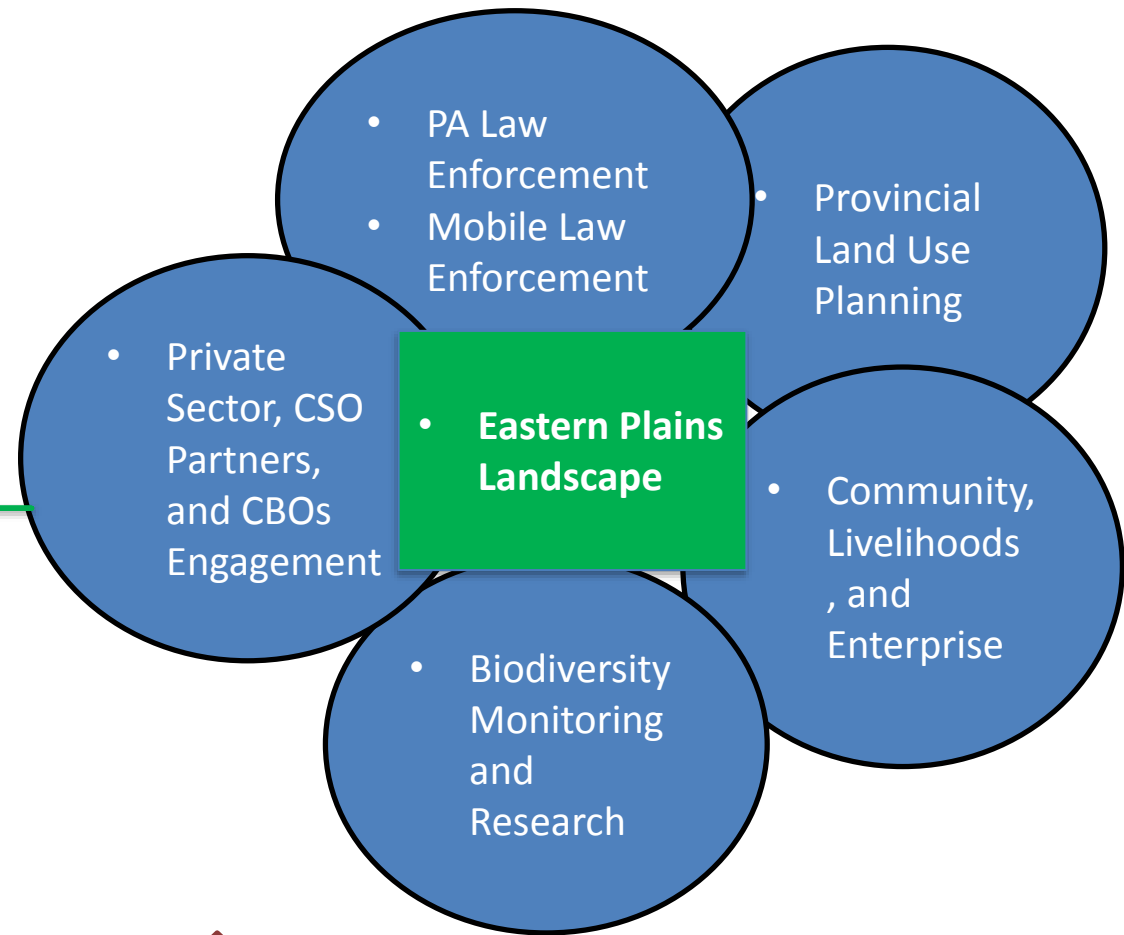 • PA Law
Enforcement
• Mobile Law
Enforcement
• Provincial
Land Use
Planning
• Private
Sector, CSO
Partners,
and CBOs
Engagement
• Eastern Plains
Landscape
• Community,
Livelihoods
, and
Enterprise
• Biodiversity
Monitoring
and
Research